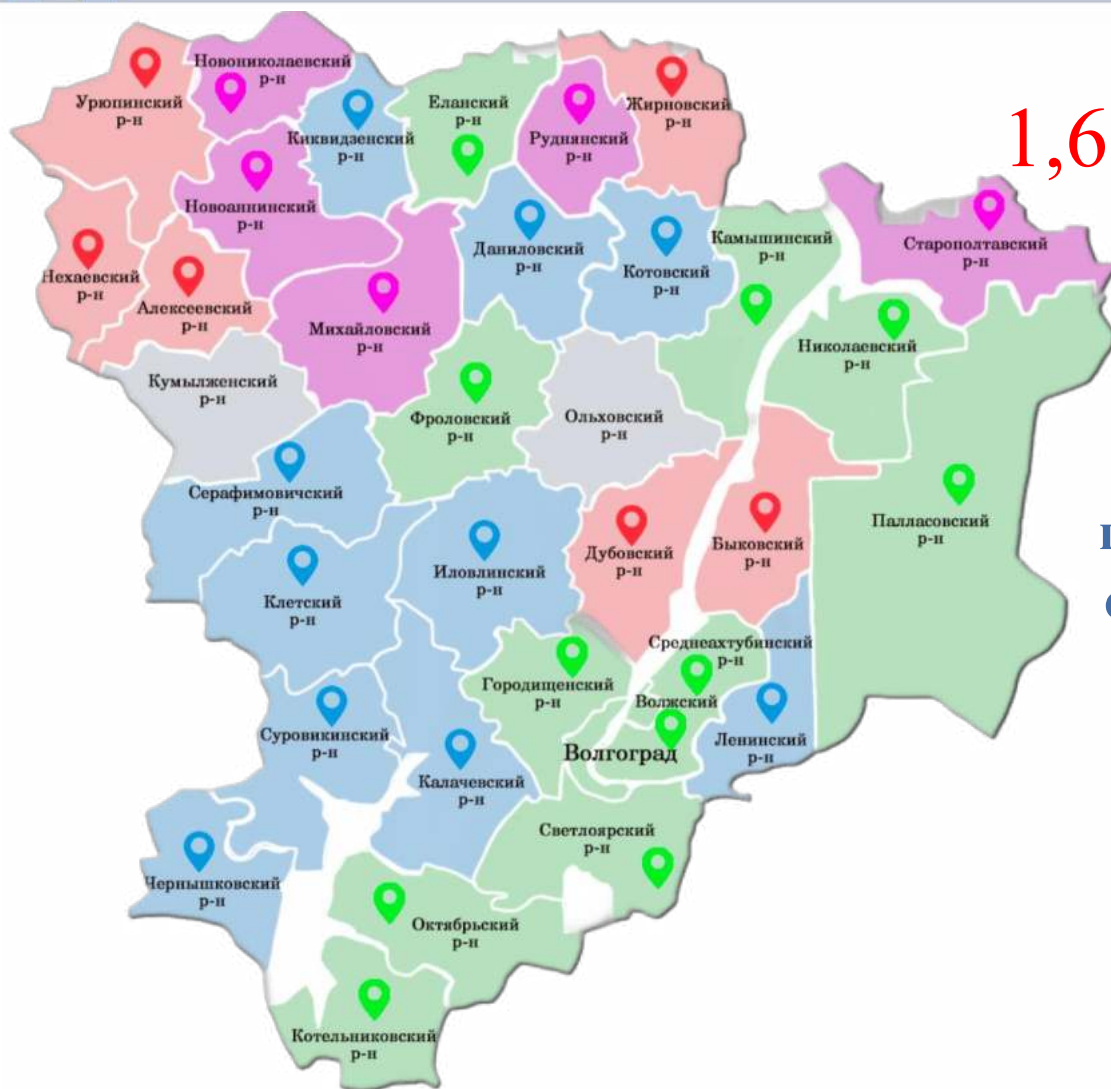 Новониколаевский
р-н
Урюпинский
р-н
Киквидзенский
р-н
Еланский
р-н
Руднянский
р-н
Жирновский
р-н
1,6
Новоаннинский
р-н
Нехаевский
р-н
Алексеевский
р-н
Михайловский
р-н
Даниловский
р-н
Котовский
р-н
Камышинский
р-н
Старополтавский
р-н
Николаевский
р-н
Кумылженский
р-н
Фроловский
р-н
Ольховский
р-н
Серафимовичский
р-н
Клетский
р-н
Иловлинский
р-н
Дубовский
р-н
Быковский
р-н
Палласовский
р-н
Среднеахтубинский
р-н
Городищенский
р-н
Волжский
Волгоград
Ленинский
р-н
Суровикинский
р-н
Калачевский
р-н
Светлоярский
р-н
Чернышковский
р-н
Октябрьский
р-н
Котельниковский
р-н